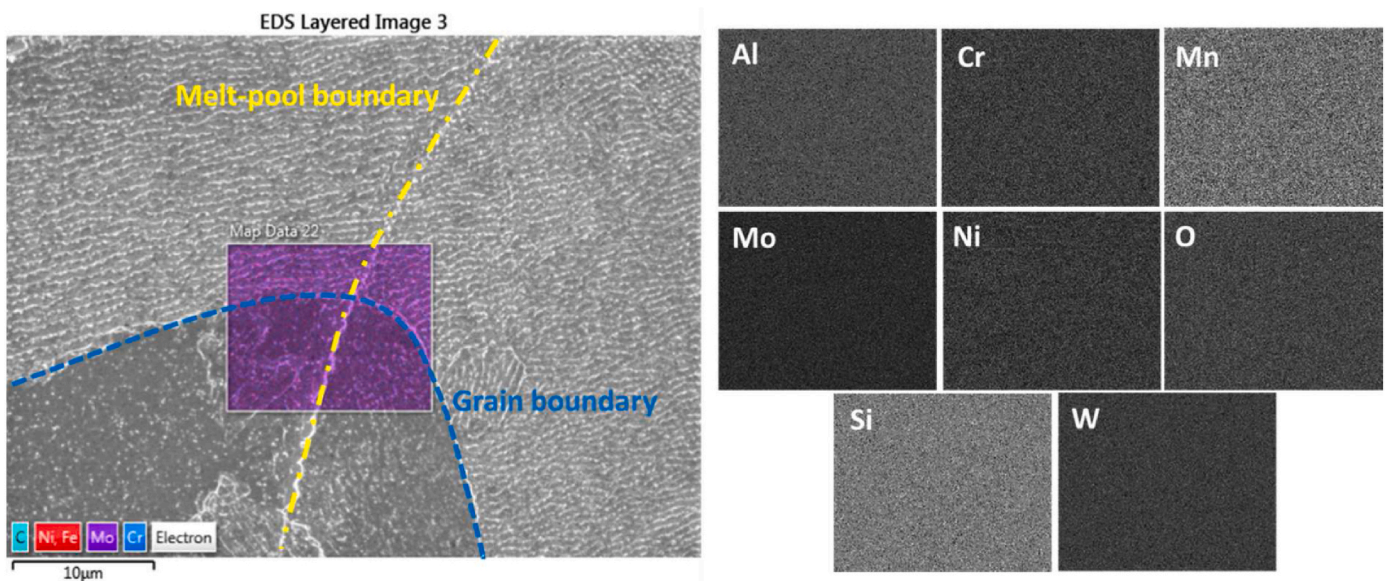 EDS Layered Image 3
Melt-pool boundary
Map Data 22
Grain boundary
C Ni, Fe Mo Cr Electron
10μm
Al Cr Mn
Mo Ni O
Si W